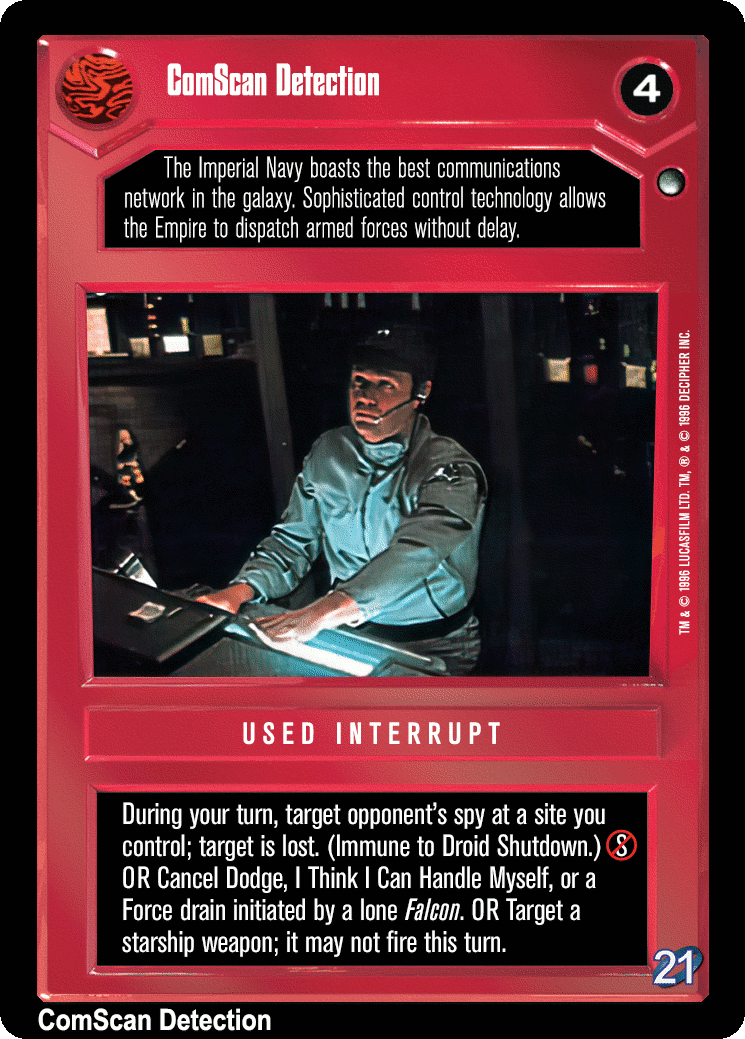 ComScan Detection
4
The Imperial Navy boasts the best communications
network in the galaxy. Sophisticated control technology allows
the Empire to dispatch armed forces without delay.
TM & © 1996 LUCASFILM LTD. TM, ® & © 1996 DECIPHER INC.
USED INTERRUPT
During your turn, target opponent's spy at a site you
control; target is lost. (Immune to Droid Shutdown.) S
OR Cancel Dodge, I Think I Can Handle Myself, or a
Force drain initiated by a lone Falcon. OR Target a
starship weapon; it may not fire this turn.
21
ComScan Detection